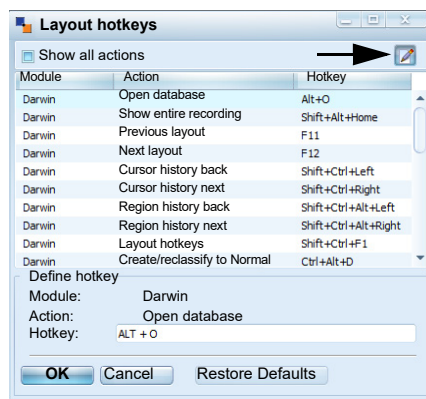 Layout hotkeys
Show all actions
Module Action Hotkey
Darwin Open database Alt+O
Darwin Show entire recording Shift+Alt+Home
Darwin Previous layout F11
Darwin Next layout F12
Darwin Cursor history back Shift+Ctrl+Left
Darwin Cursor history next Shift+Ctrl+Right
Darwin Region history back Shift+Ctrl+Alt+Left
Darwin Region history next Shift+Ctrl+Alt+Right
Darwin Layout hotkeys Shift+Ctrl+F1
Darwin Create/reclassify to Normal Ctrl+Alt+D
Define hotkey
Module: Darwin
Action: Open database
Hotkey: ALT + O
OK Cancel Restore Defaults